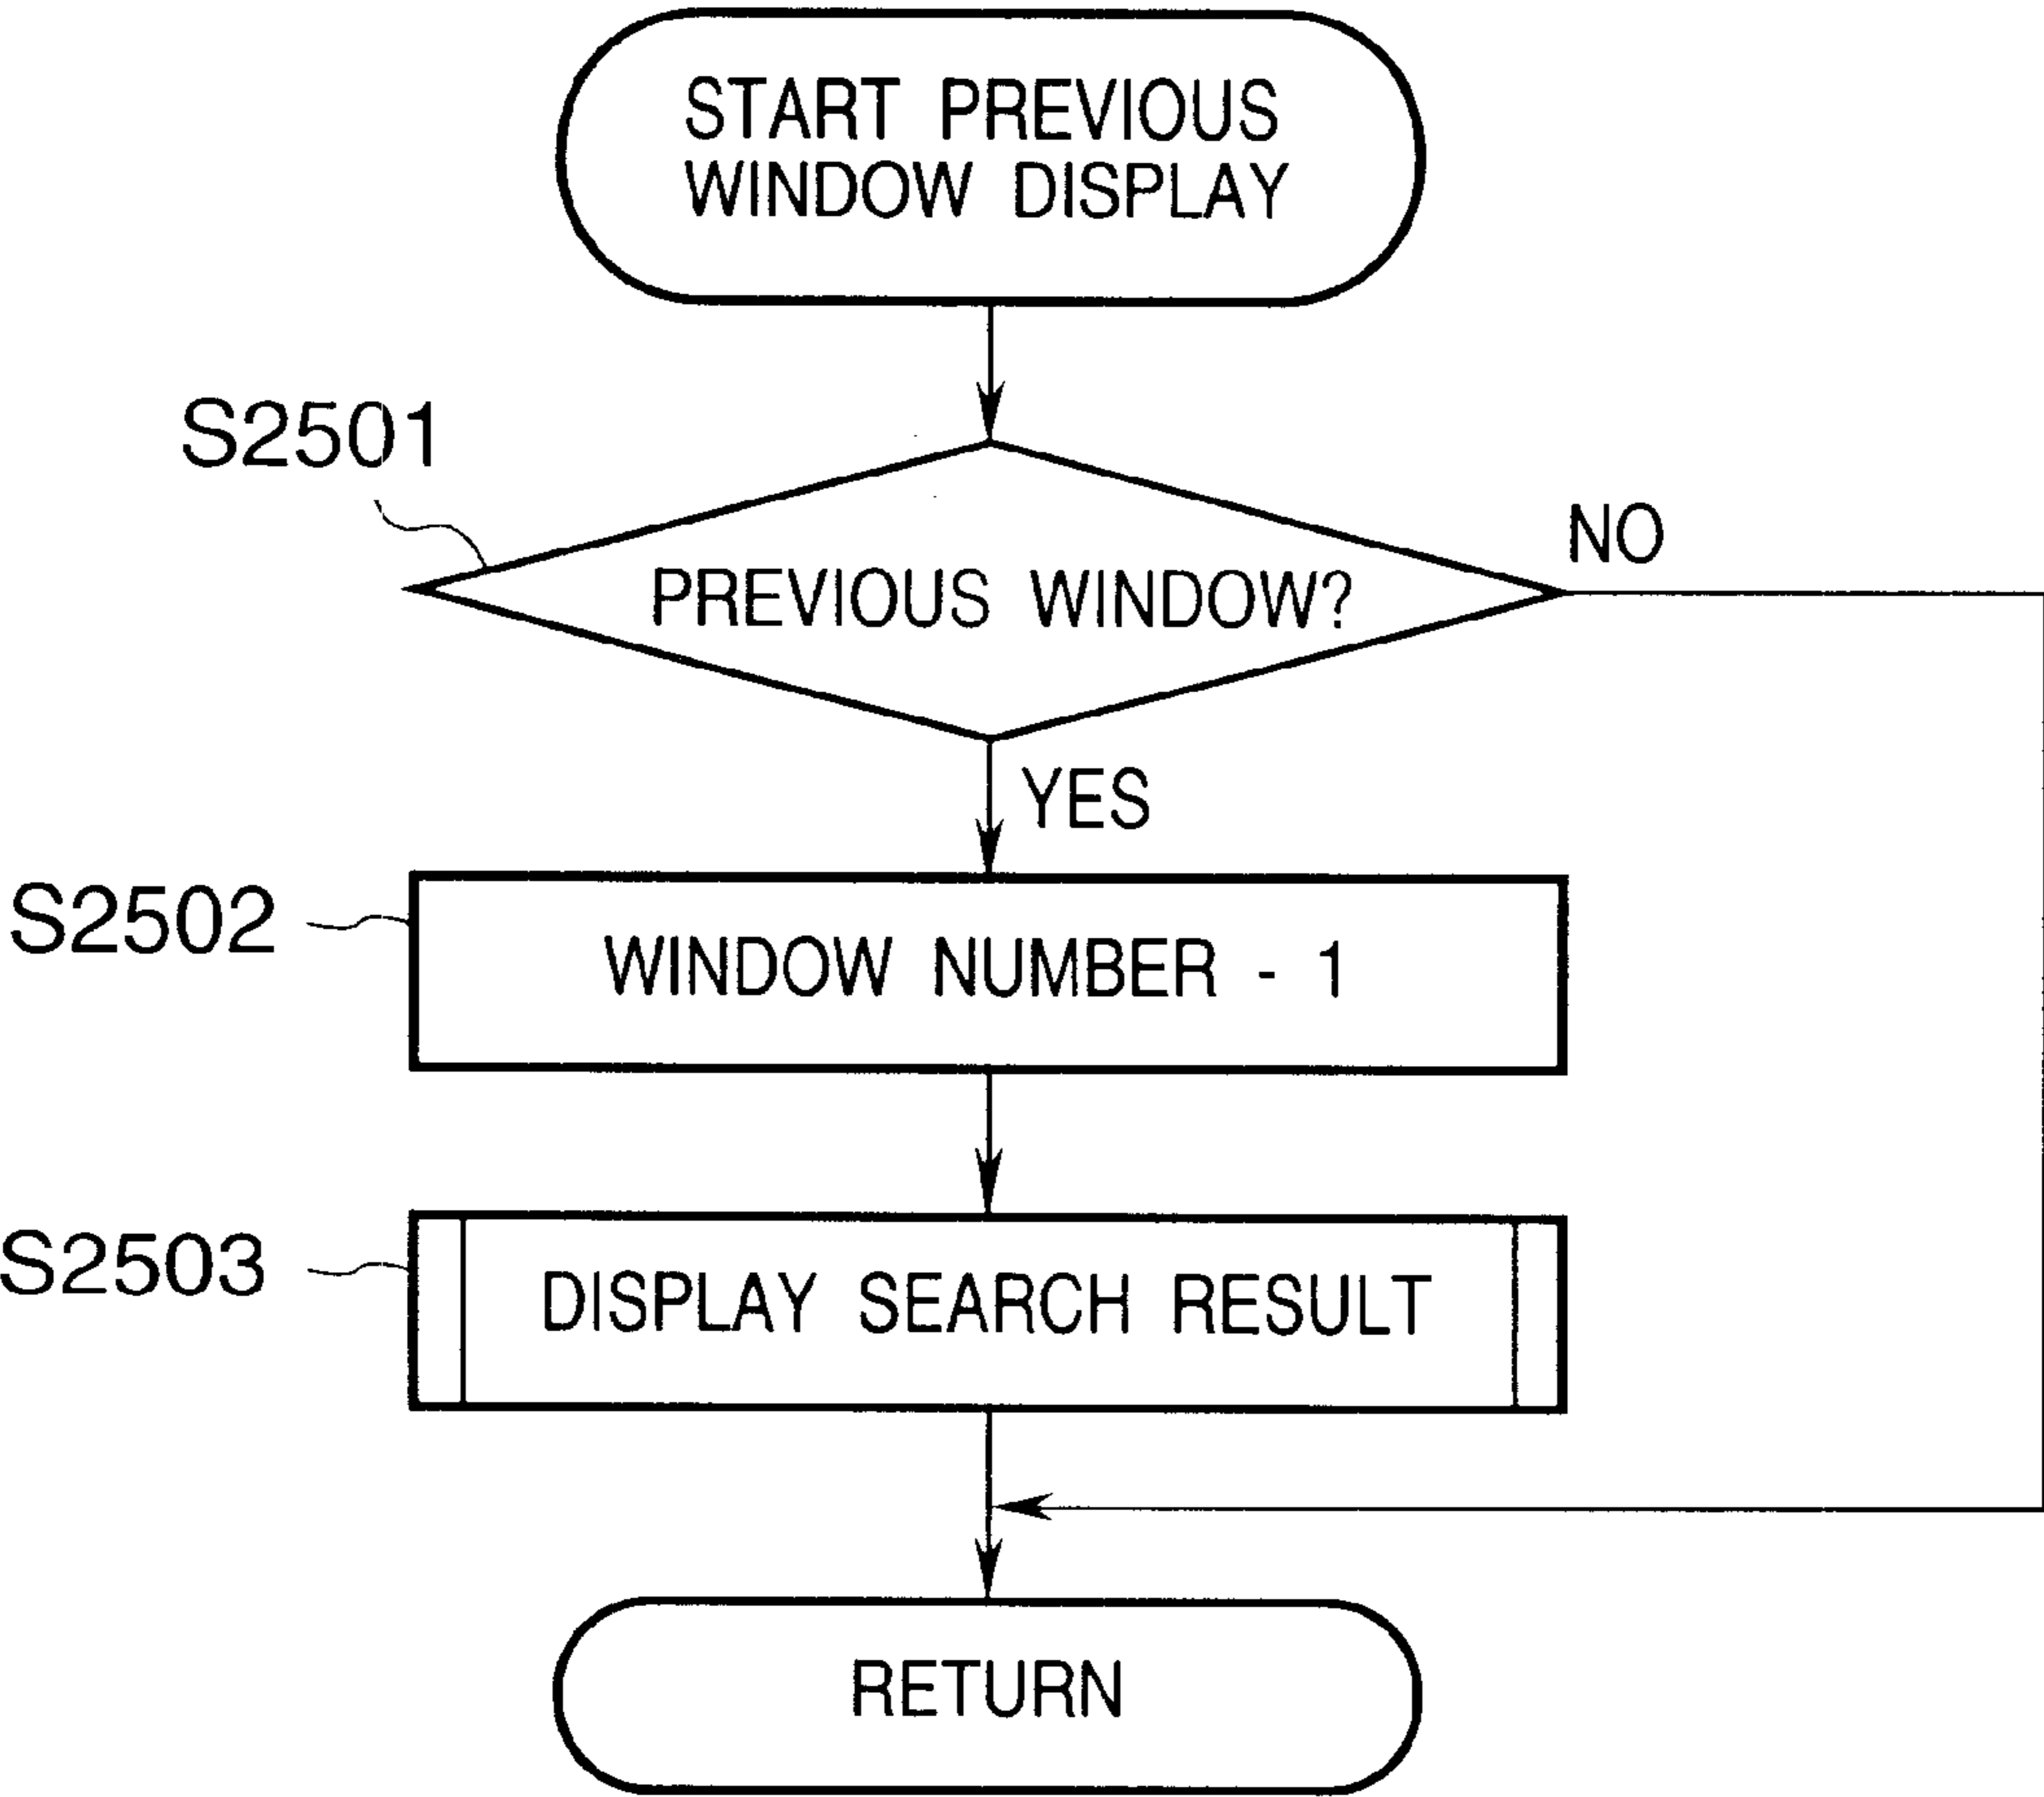 START PREVIOUS
WINDOW DISPLAY
S2501
NO
PREVIOUS WINDOW?
YES
S2502
WINDOW NUMBER - 1
S2503
DISPLAY SEARCH RESULT
RETURN